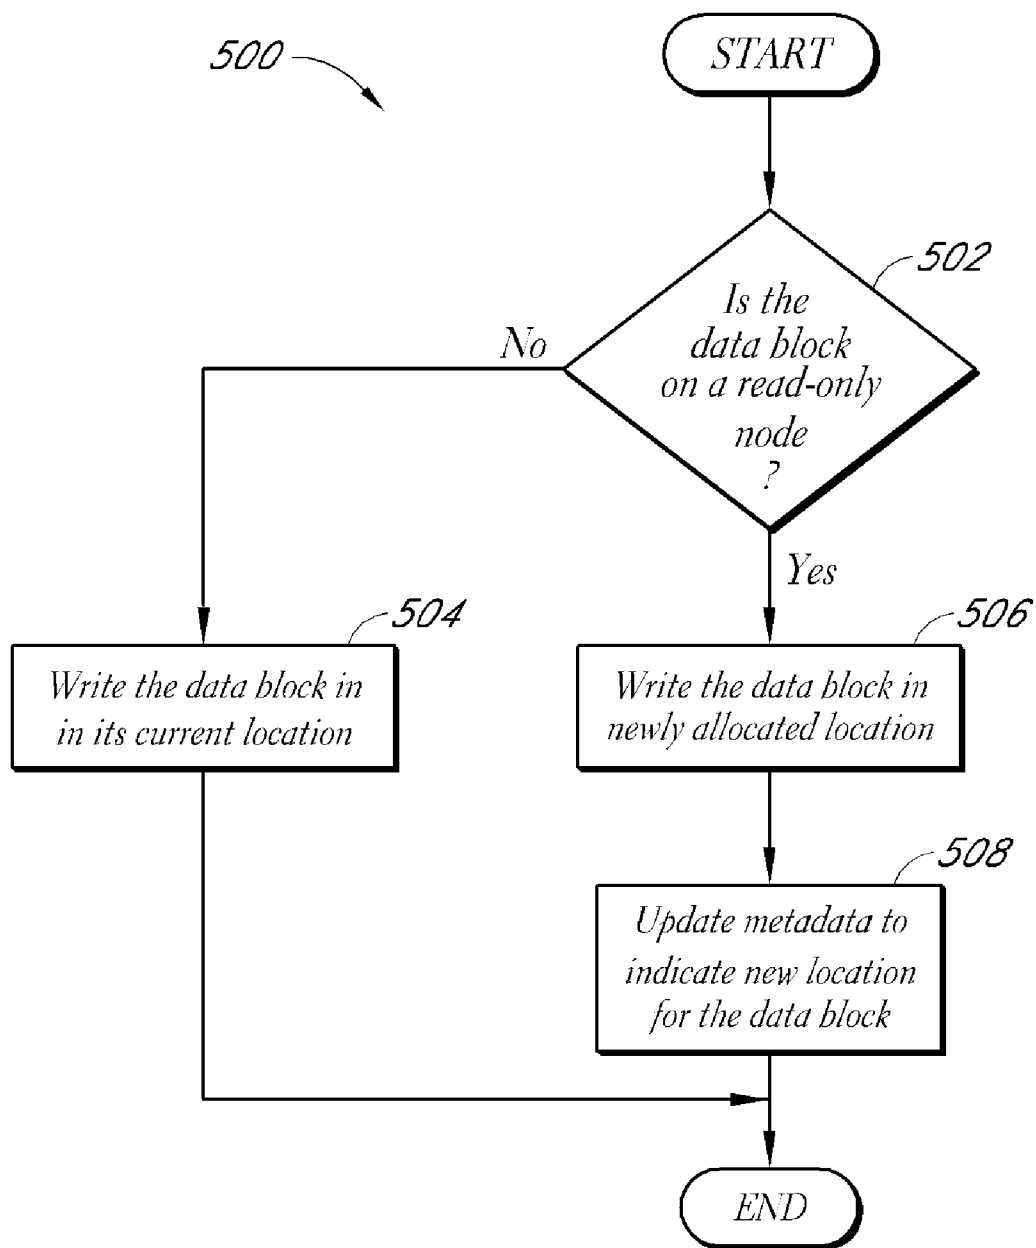 500
START
502
Is the
data block
on a read-only
node
?
No
Yes
504
Write the data block in
in its current location
506
Write the data block in
newly allocated location
508
Update metadata to
indicate new location
for the data block
END